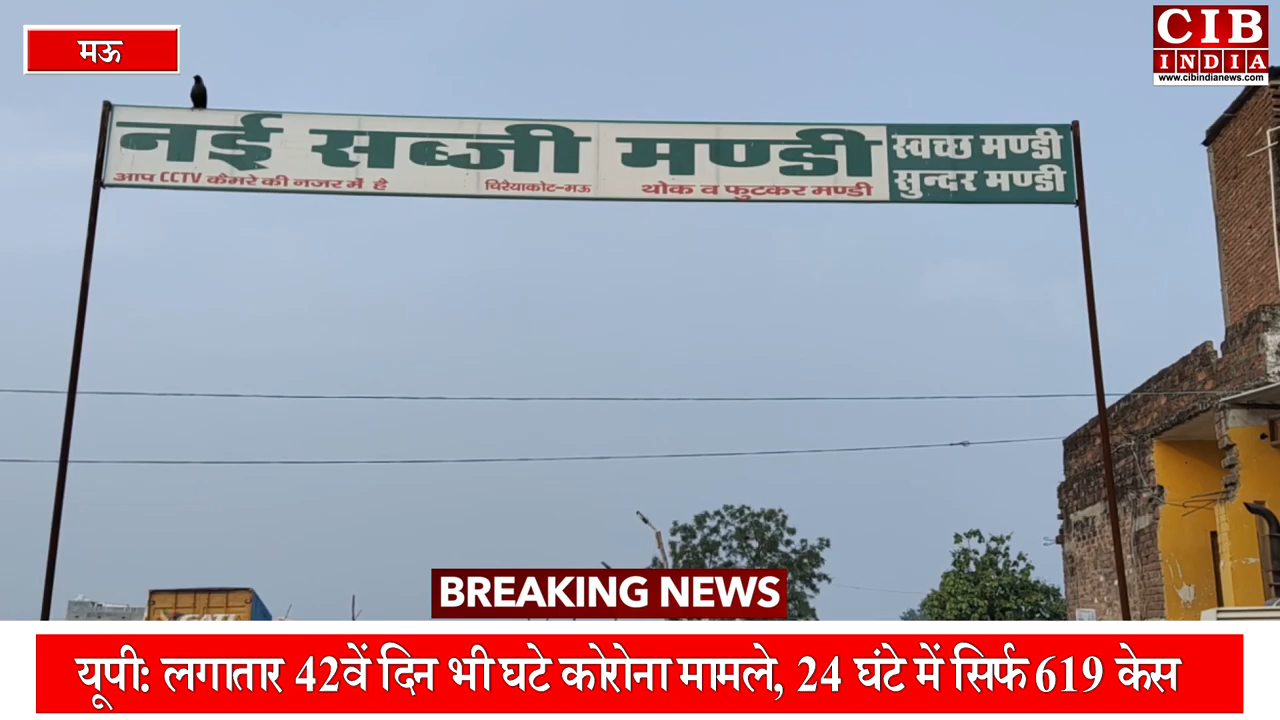 मऊ
CIB
INDIA
www.cibindianews.com
नई सब्जी मण्डी
स्वच्छ मण्डी
सुन्दर मण्डी
आप CCTV कैमरे की नजर में है
चिरैयाकोट-मऊ
थोक व फुटकर मण्डी
BREAKING NEWS
यूपी: लगातार 42वें दिन भी घटे कोरोना मामले, 24 घंटे में सिर्फ 619 केस